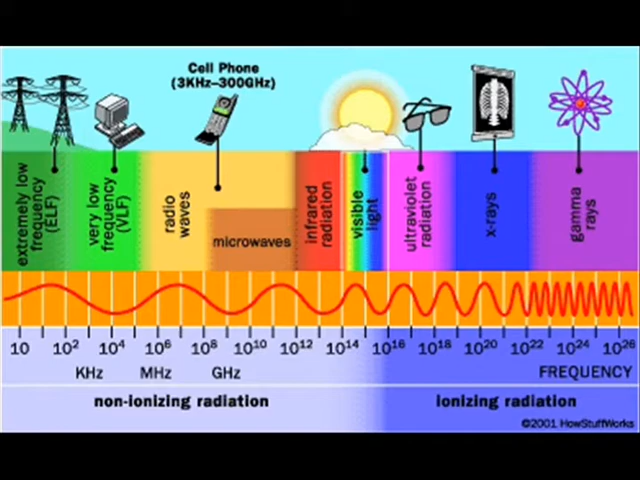 Cell Phone
(3KHz–300GHz)
extremely low
frequency
(ELF)
very low
frequency
(VLF)
radio
waves
microwaves
infrared
radiation
visible
light
ultraviolet
radiation
x-rays
gamma
rays
10 10² 10⁴ 10⁶ 10⁸ 10¹⁰ 10¹² 10¹⁴ 10¹⁶ 10¹⁸ 10²⁰ 10²² 10²⁴ 10²⁶
KHz MHz GHz FREQUENCY
non-ionizing radiation ionizing radiation
©2001 HowStuffWorks